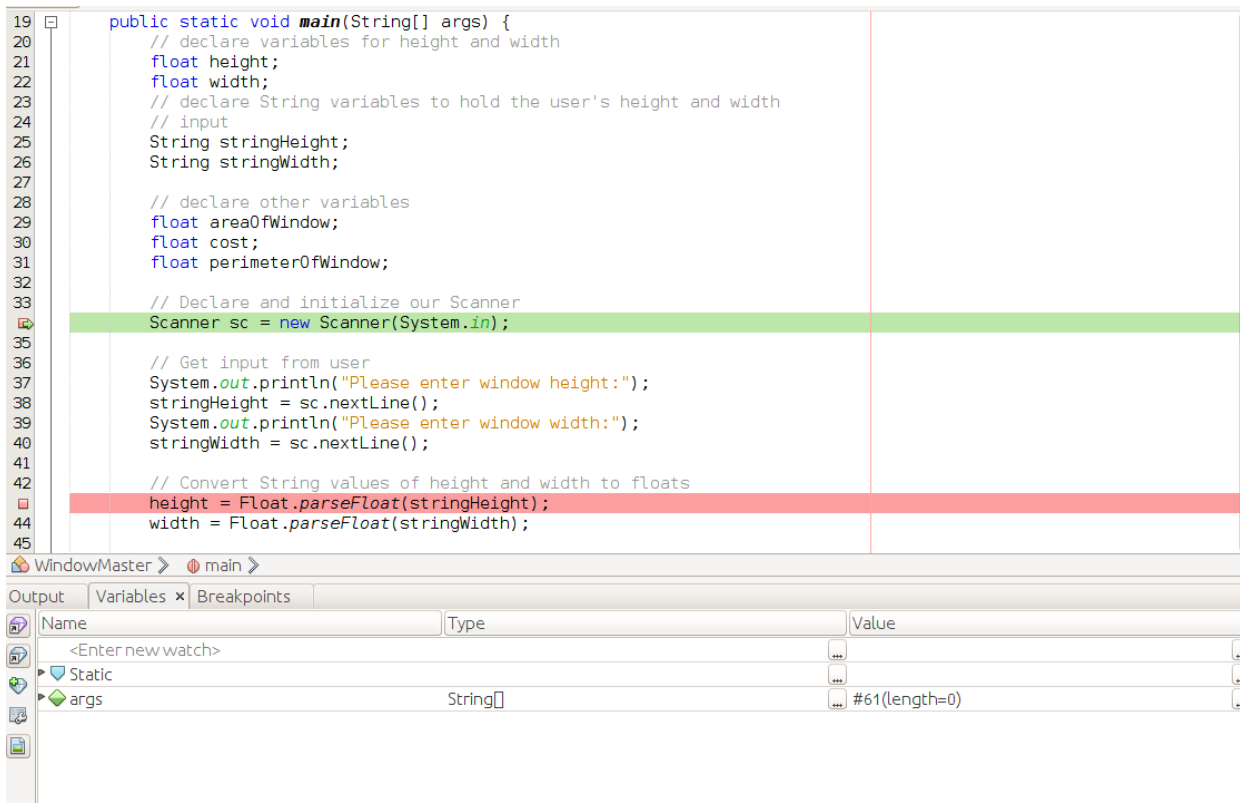 19 public static void main(String[] args) {
20 // declare variables for height and width
21 float height;
22 float width;
23 // declare String variables to hold the user's height and width
24 // input
25 String stringHeight;
26 String stringWidth;
27
28 // declare other variables
29 float areaOfWindow;
30 float cost;
31 float perimeterOfWindow;
32
33 // Declare and initialize our Scanner
Scanner sc = new Scanner(System.in);
35
36 // Get input from user
37 System.out.println("Please enter window height:");
38 stringHeight = sc.nextLine();
39 System.out.println("Please enter window width:");
40 stringWidth = sc.nextLine();
41
42 // Convert String values of height and width to floats
height = Float.parseFloat(stringHeight);
44 width = Float.parseFloat(stringWidth);
45
WindowMaster main
Output Variables × Breakpoints
Name Type Value
<Enter new watch> ...
Static ...
args String[] ... #61(length=0)